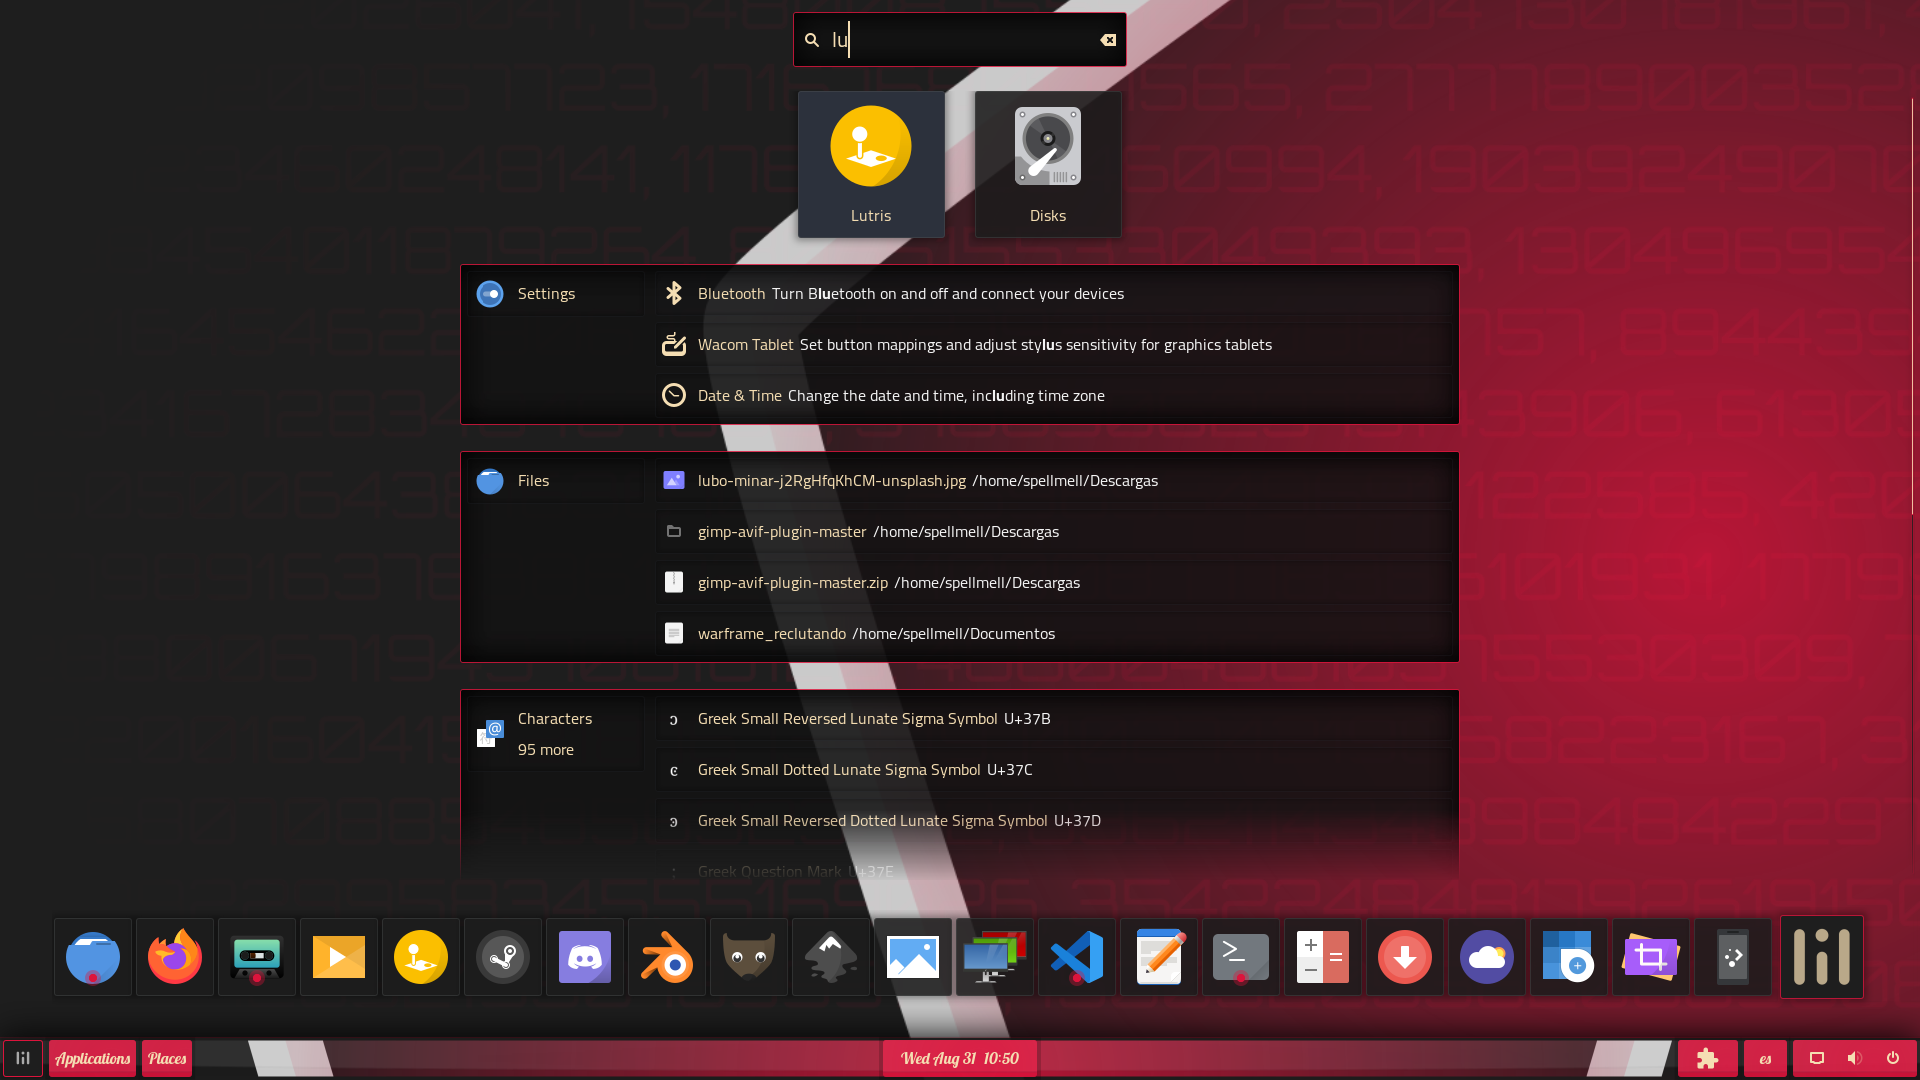 lu
Lutris
Disks
Settings
Bluetooth Turn Bluetooth on and off and connect your devices
Wacom Tablet Set button mappings and adjust stylus sensitivity for graphics tablets
Date & Time Change the date and time, including time zone
Files
lubo-minar-j2RgHfqKhCM-unsplash.jpg /home/spellmell/Descargas
gimp-avif-plugin-master /home/spellmell/Descargas
gimp-avif-plugin-master.zip /home/spellmell/Descargas
warframe_reclutando /home/spellmell/Documentos
Characters
95 more
ͻ Greek Small Reversed Lunate Sigma Symbol U+37B
ͼ Greek Small Dotted Lunate Sigma Symbol U+37C
ͽ Greek Small Reversed Dotted Lunate Sigma Symbol U+37D
; Greek Question Mark U+37E
Applications
Places
Wed Aug 31 10:50
es